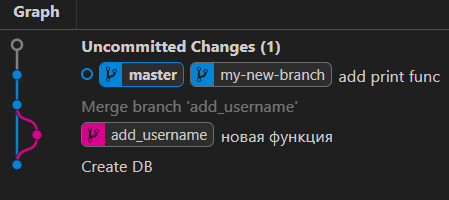 Graph
Uncommitted Changes (1)
master my-new-branch add print func
Merge branch 'add_username'
add_username новая функция
Create DB